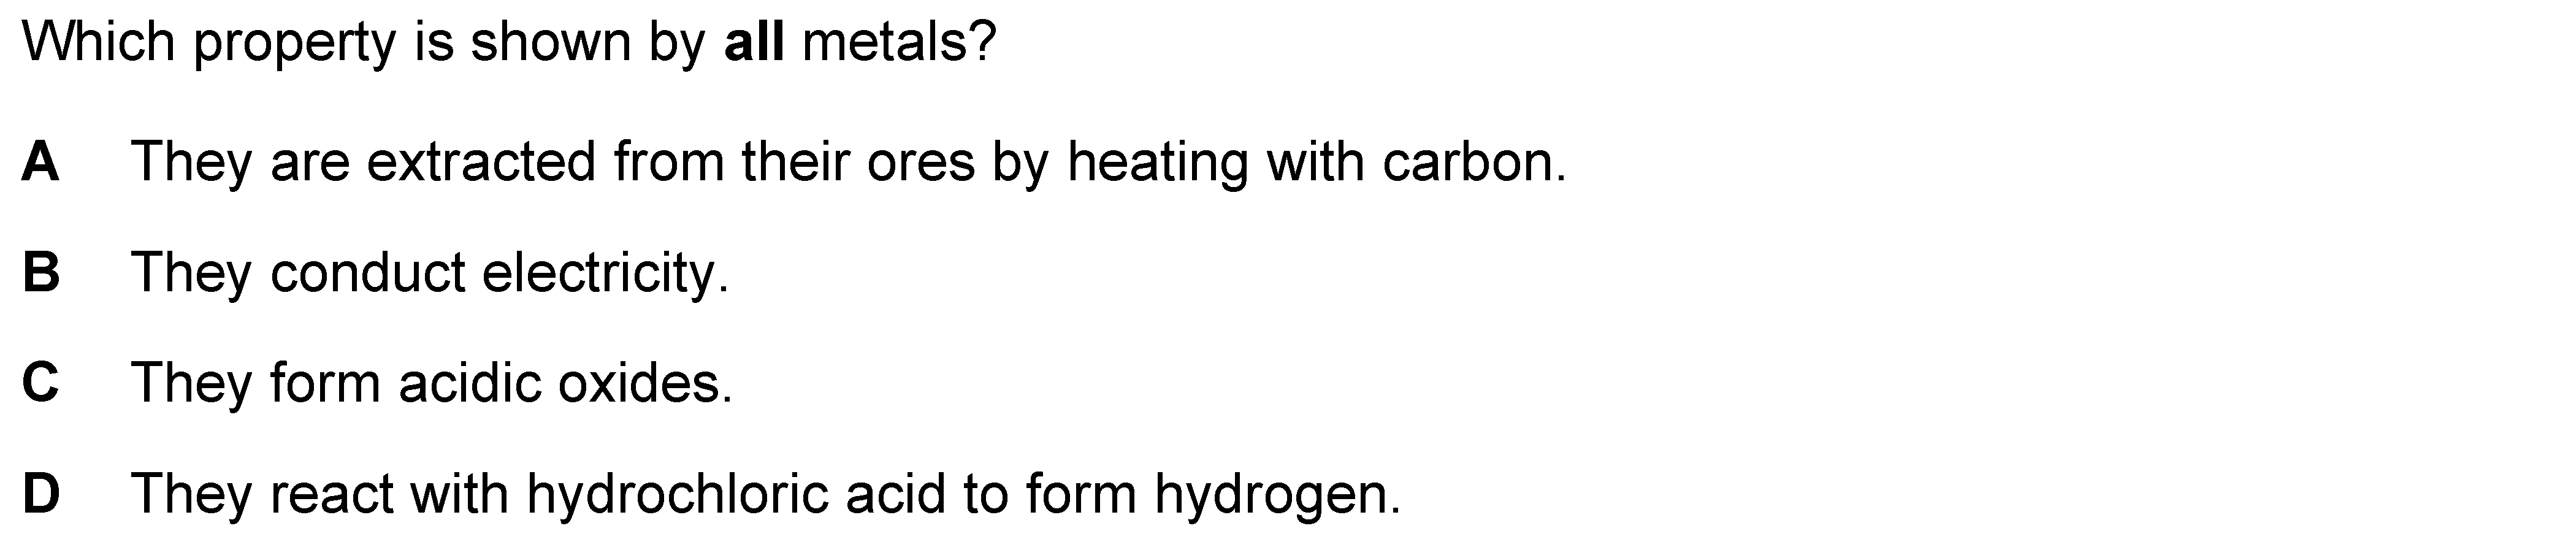 Which property is shown by all metals?
A They are extracted from their ores by heating with carbon.
B They conduct electricity.
C They form acidic oxides.
D They react with hydrochloric acid to form hydrogen.